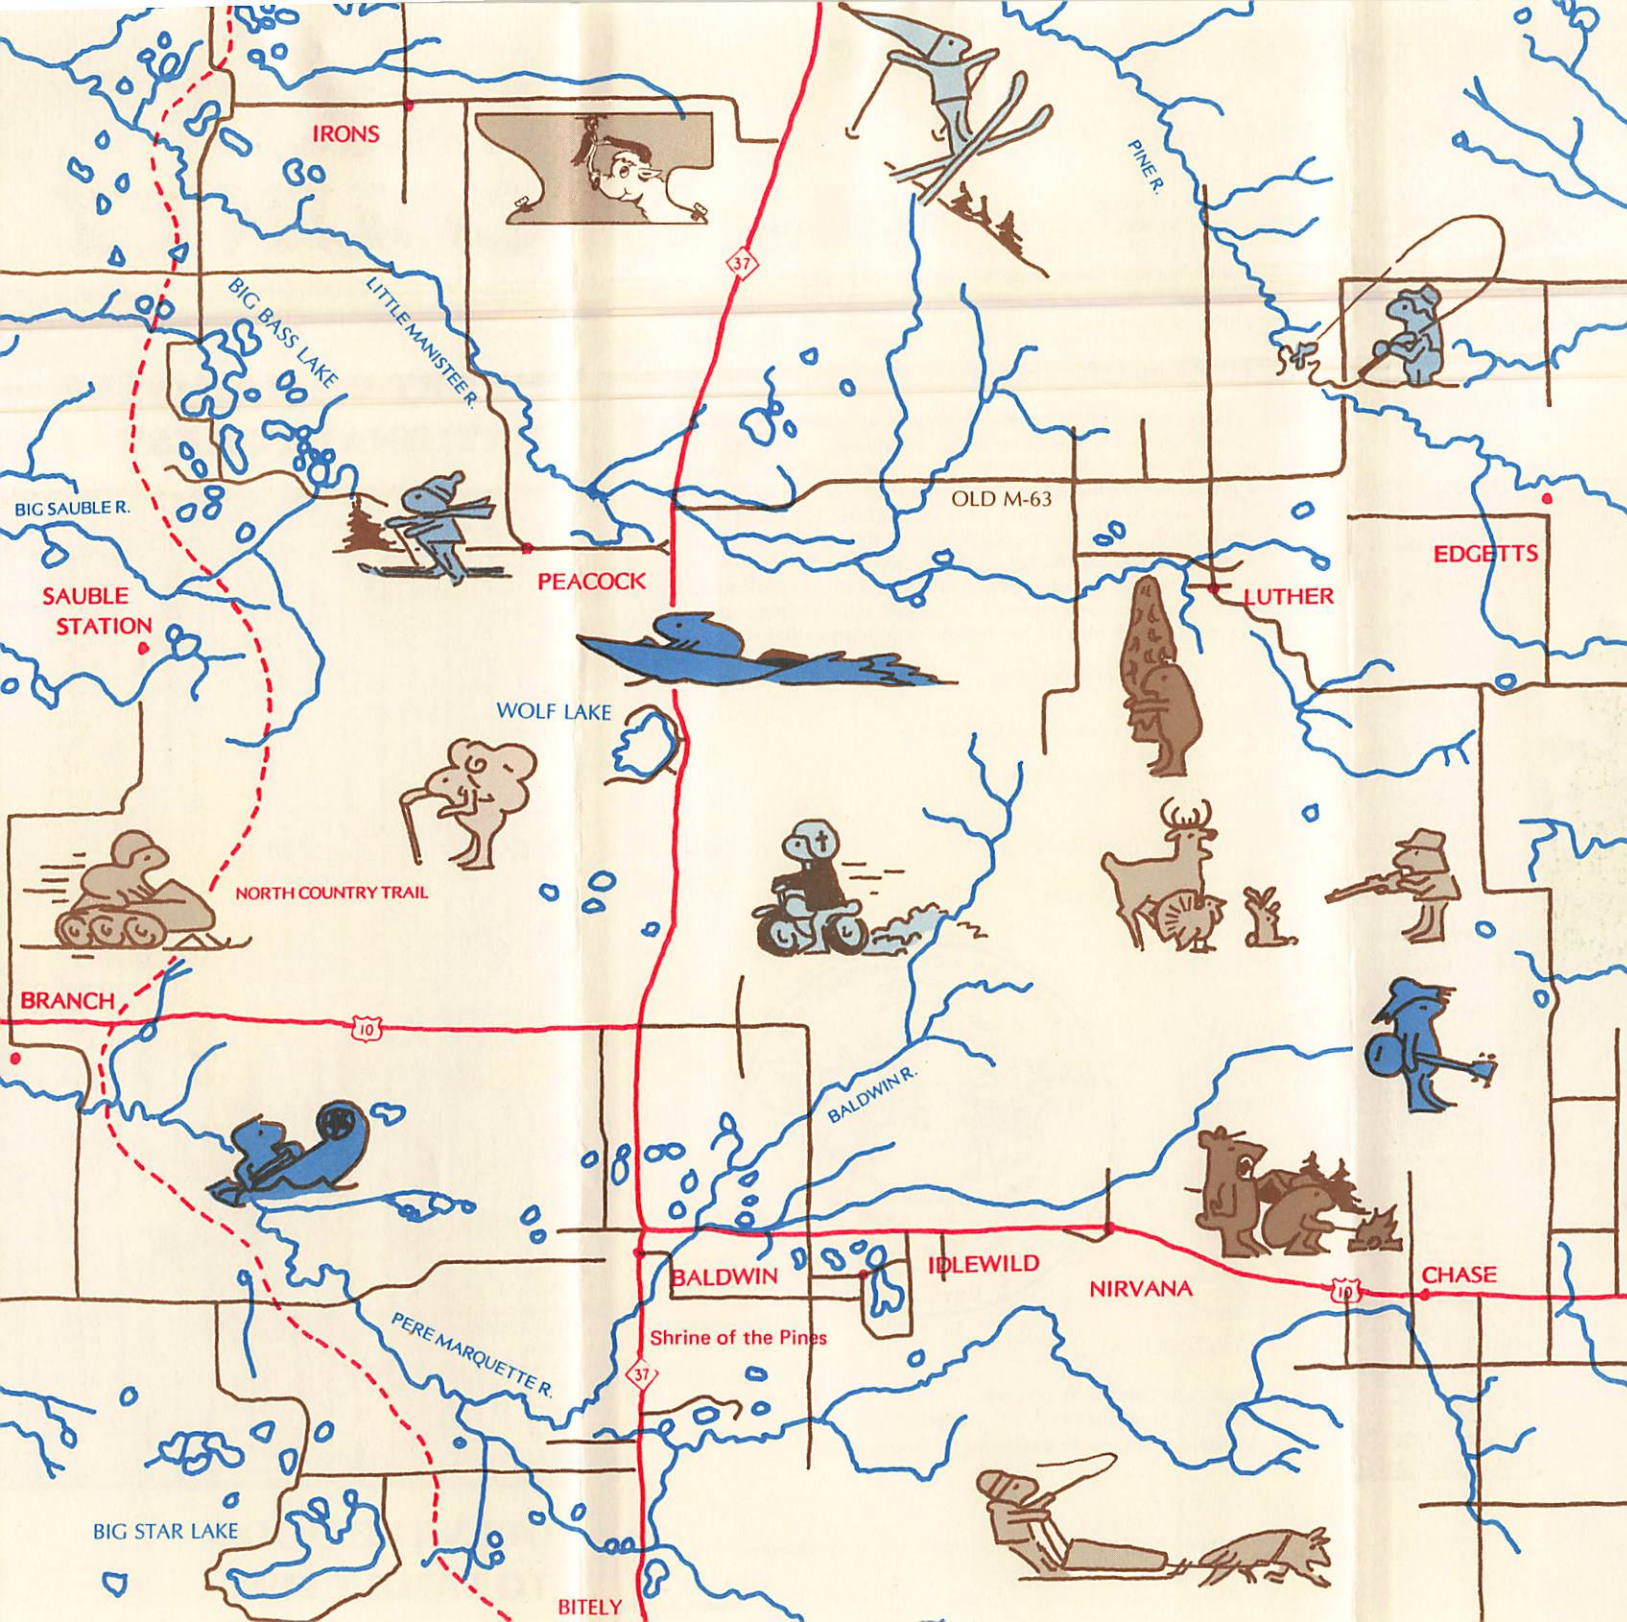 IRONS
PINE R.
37
BIG BASS LAKE
LITTLE MANISTEE R.
OLD M-63
BIG SAUBLE R.
EDGETTS
PEACOCK
SAUBLE
STATION
LUTHER
WOLF LAKE
NORTH COUNTRY TRAIL
BRANCH
10
BALDWIN R.
IDLEWILD
BALDWIN
NIRVANA
10
CHASE
Shrine of the Pines
PERE MARQUETTE R.
37
BIG STAR LAKE
BITELY